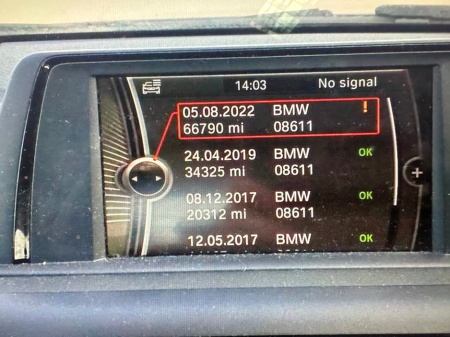 14:03 No signal
05.08.2022 BMW !
66790 mi 08611
24.04.2019 BMW OK
34325 mi 08611
08.12.2017 BMW OK
20312 mi 08611
12.05.2017 BMW OK